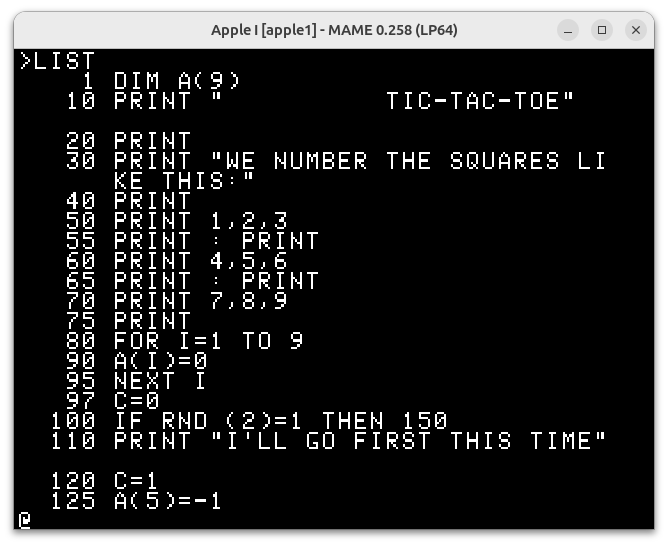 Apple I [apple1] - MAME 0.258 (LP64)
>LIST
    1 DIM A(9)
   10 PRINT "          TIC-TAC-TOE"
   20 PRINT
   30 PRINT "WE NUMBER THE SQUARES LI
      KE THIS:"
   40 PRINT
   50 PRINT 1,2,3
   55 PRINT : PRINT
   60 PRINT 4,5,6
   65 PRINT : PRINT
   70 PRINT 7,8,9
   75 PRINT
   80 FOR I=1 TO 9
   90 A(I)=0
   95 NEXT I
   97 C=0
  100 IF RND (2)=1 THEN 150
  110 PRINT "I'LL GO FIRST THIS TIME"
  120 C=1
  125 A(5)=-1
@